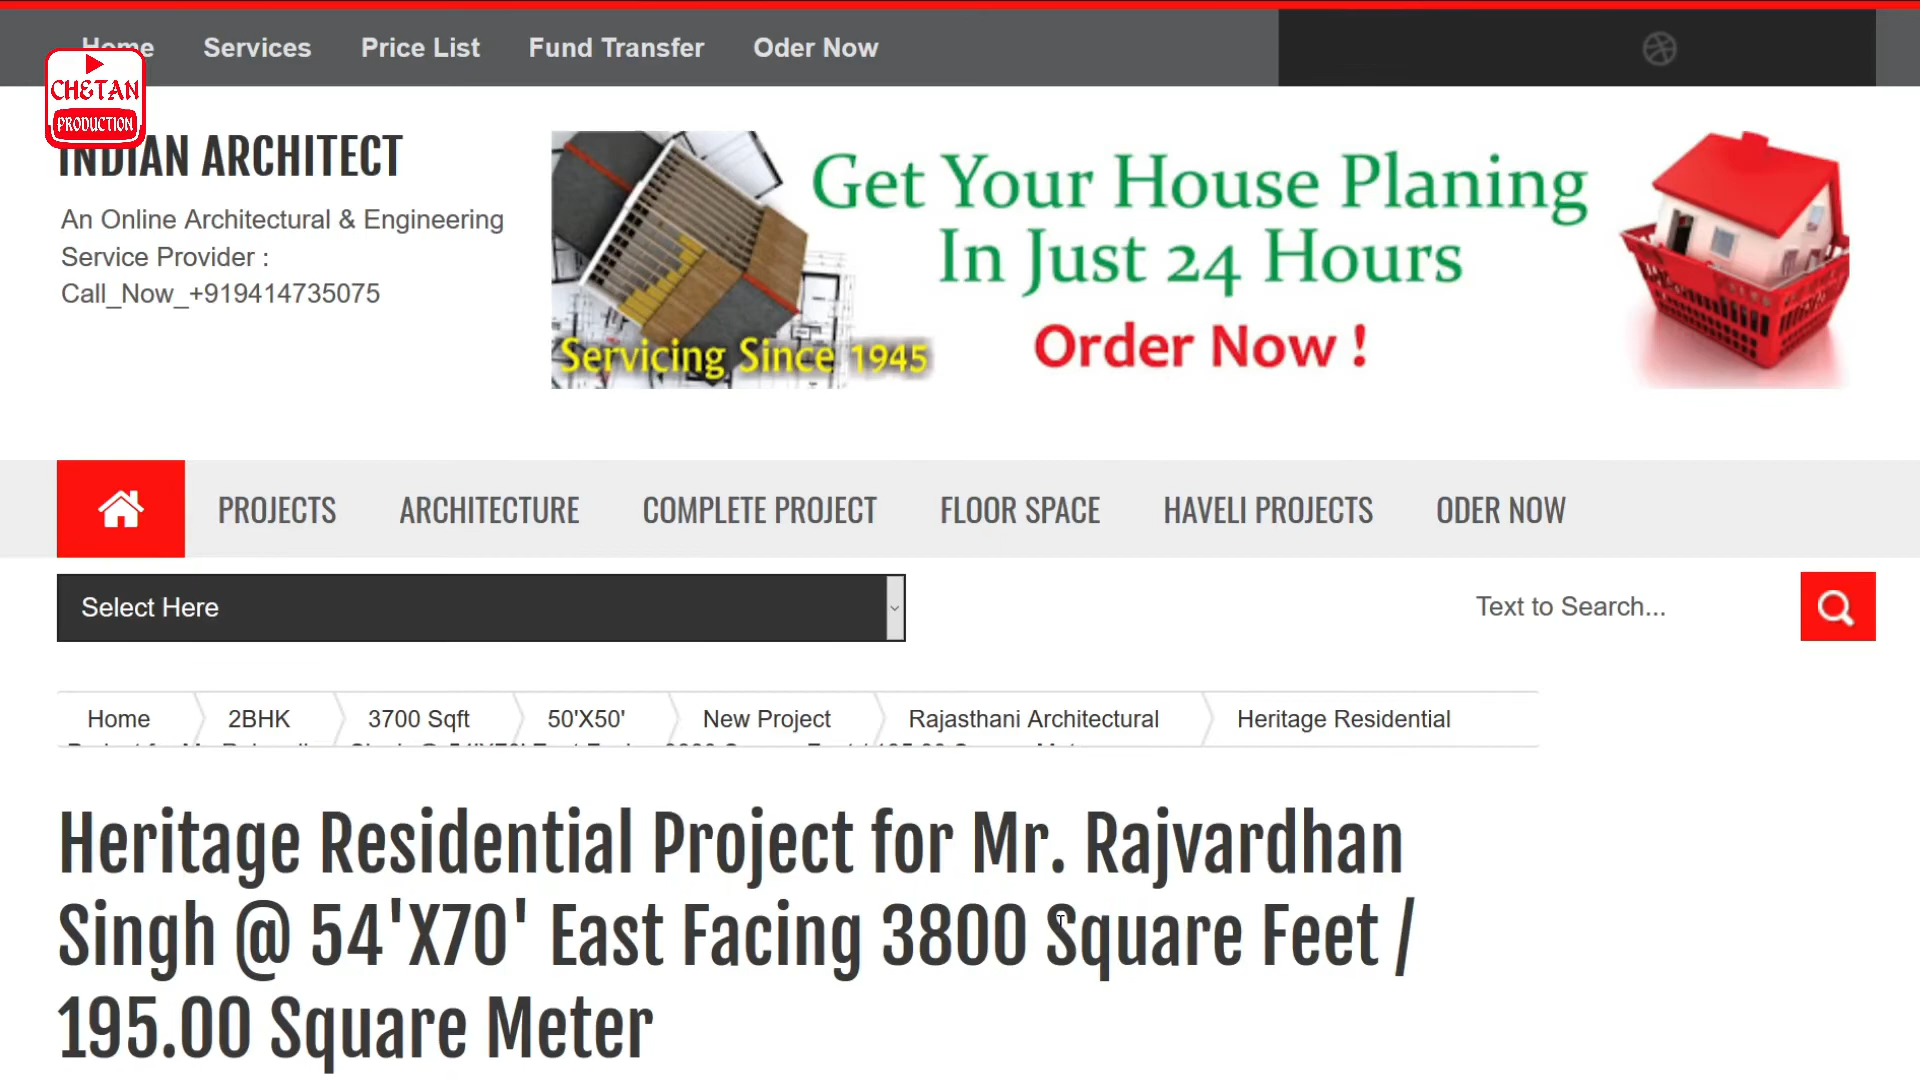 Home Services Price List Fund Transfer Oder Now
CHETAN
PRODUCTION
INDIAN ARCHITECT
An Online Architectural & Engineering
Service Provider :
Call_Now_+919414735075
Get Your House Planing
In Just 24 Hours
Servicing Since 1945
Order Now !
PROJECTS ARCHITECTURE COMPLETE PROJECT FLOOR SPACE HAVELI PROJECTS ODER NOW
Select Here
Text to Search...
Home 2BHK 3700 Sqft 50'X50' New Project Rajasthani Architectural Heritage Residential
Heritage Residential Project for Mr. Rajvardhan
Singh @ 54'X70' East Facing 3800 Square Feet /
195.00 Square Meter